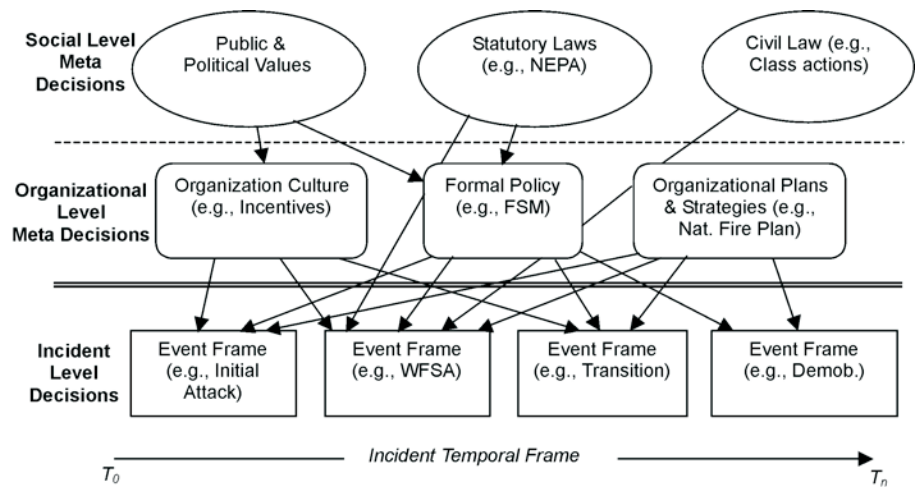 Social Level
Meta
Decisions
Public &
Political Values
Statutory Laws
(e.g., NEPA)
Civil Law (e.g.,
Class actions)
Organizational
Level
Meta Decisions
Organization Culture
(e.g., Incentives)
Formal Policy
(e.g., FSM)
Organizational Plans
& Strategies (e.g.,
Nat. Fire Plan)
Incident
Level
Decisions
Event Frame
(e.g., Initial
Attack)
Event Frame
(e.g., WFSA)
Event Frame
(e.g., Transition)
Event Frame
(e.g., Demob.)
Incident Temporal Frame
T0
Tn